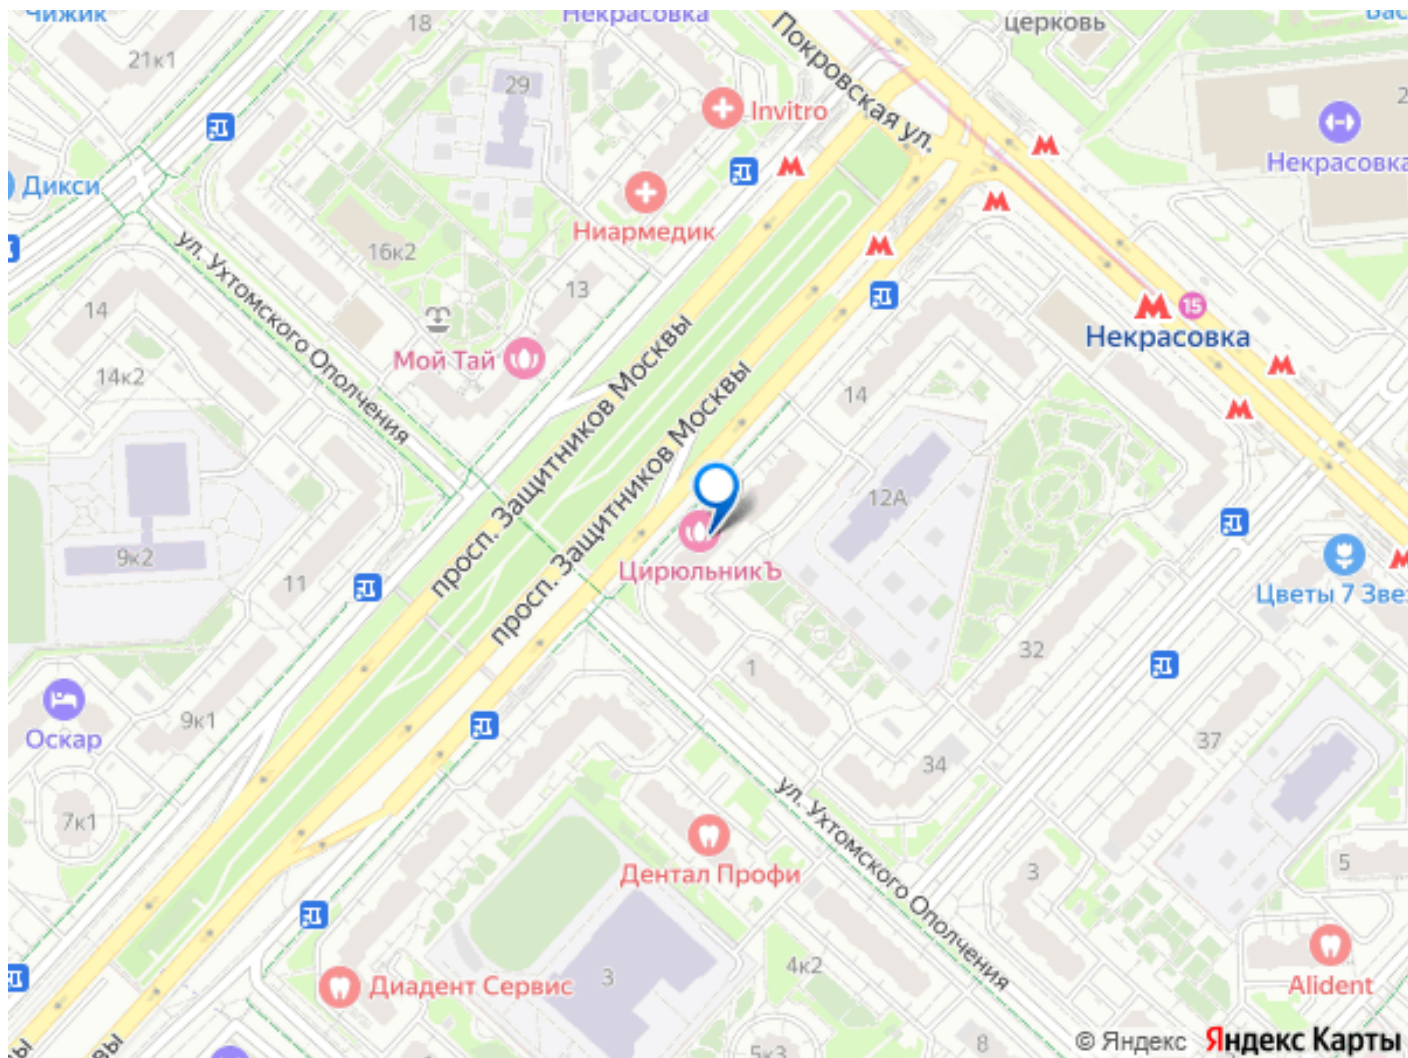 Чижик
18
Некрасовка
церковь
21к1
29
Invitro
Покровская ул.
Некрасовка
Дикси
Ниармедик
16к2
ул. Ухтомского Ополчения
13
14
15
Некрасовка
Мой Тай
14к2
просп. Защитников Москвы
просп. Защитников Москвы
14
12А
9к2
11
ЦирюльникЪ
Цветы 7 Звез
1
32
9к1
Оскар
37
34
7к1
ул. Ухтомского Ополчения
Дентал Профи
3
5
Диадент Сервис
3
4к2
Alident
8
5к3
© Яндекс Яндекс Карты